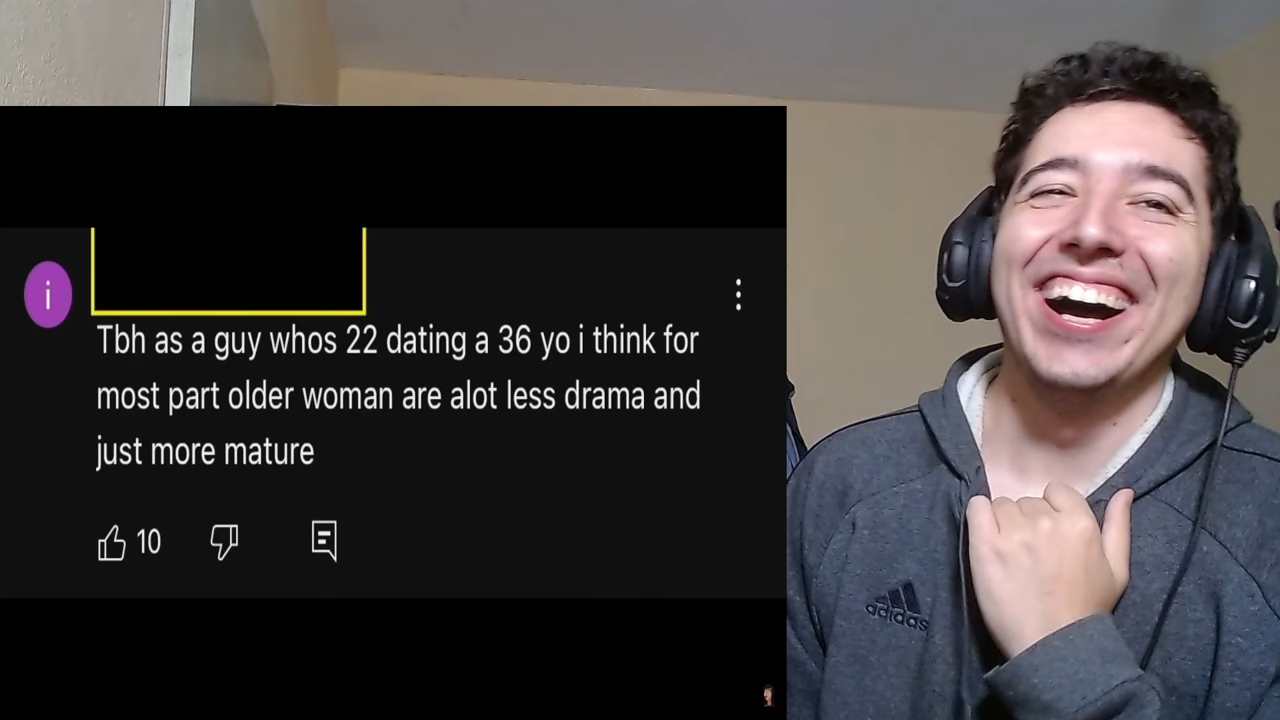 i
Tbh as a guy whos 22 dating a 36 yo i think for
most part older woman are alot less drama and
just more mature
10
adidas